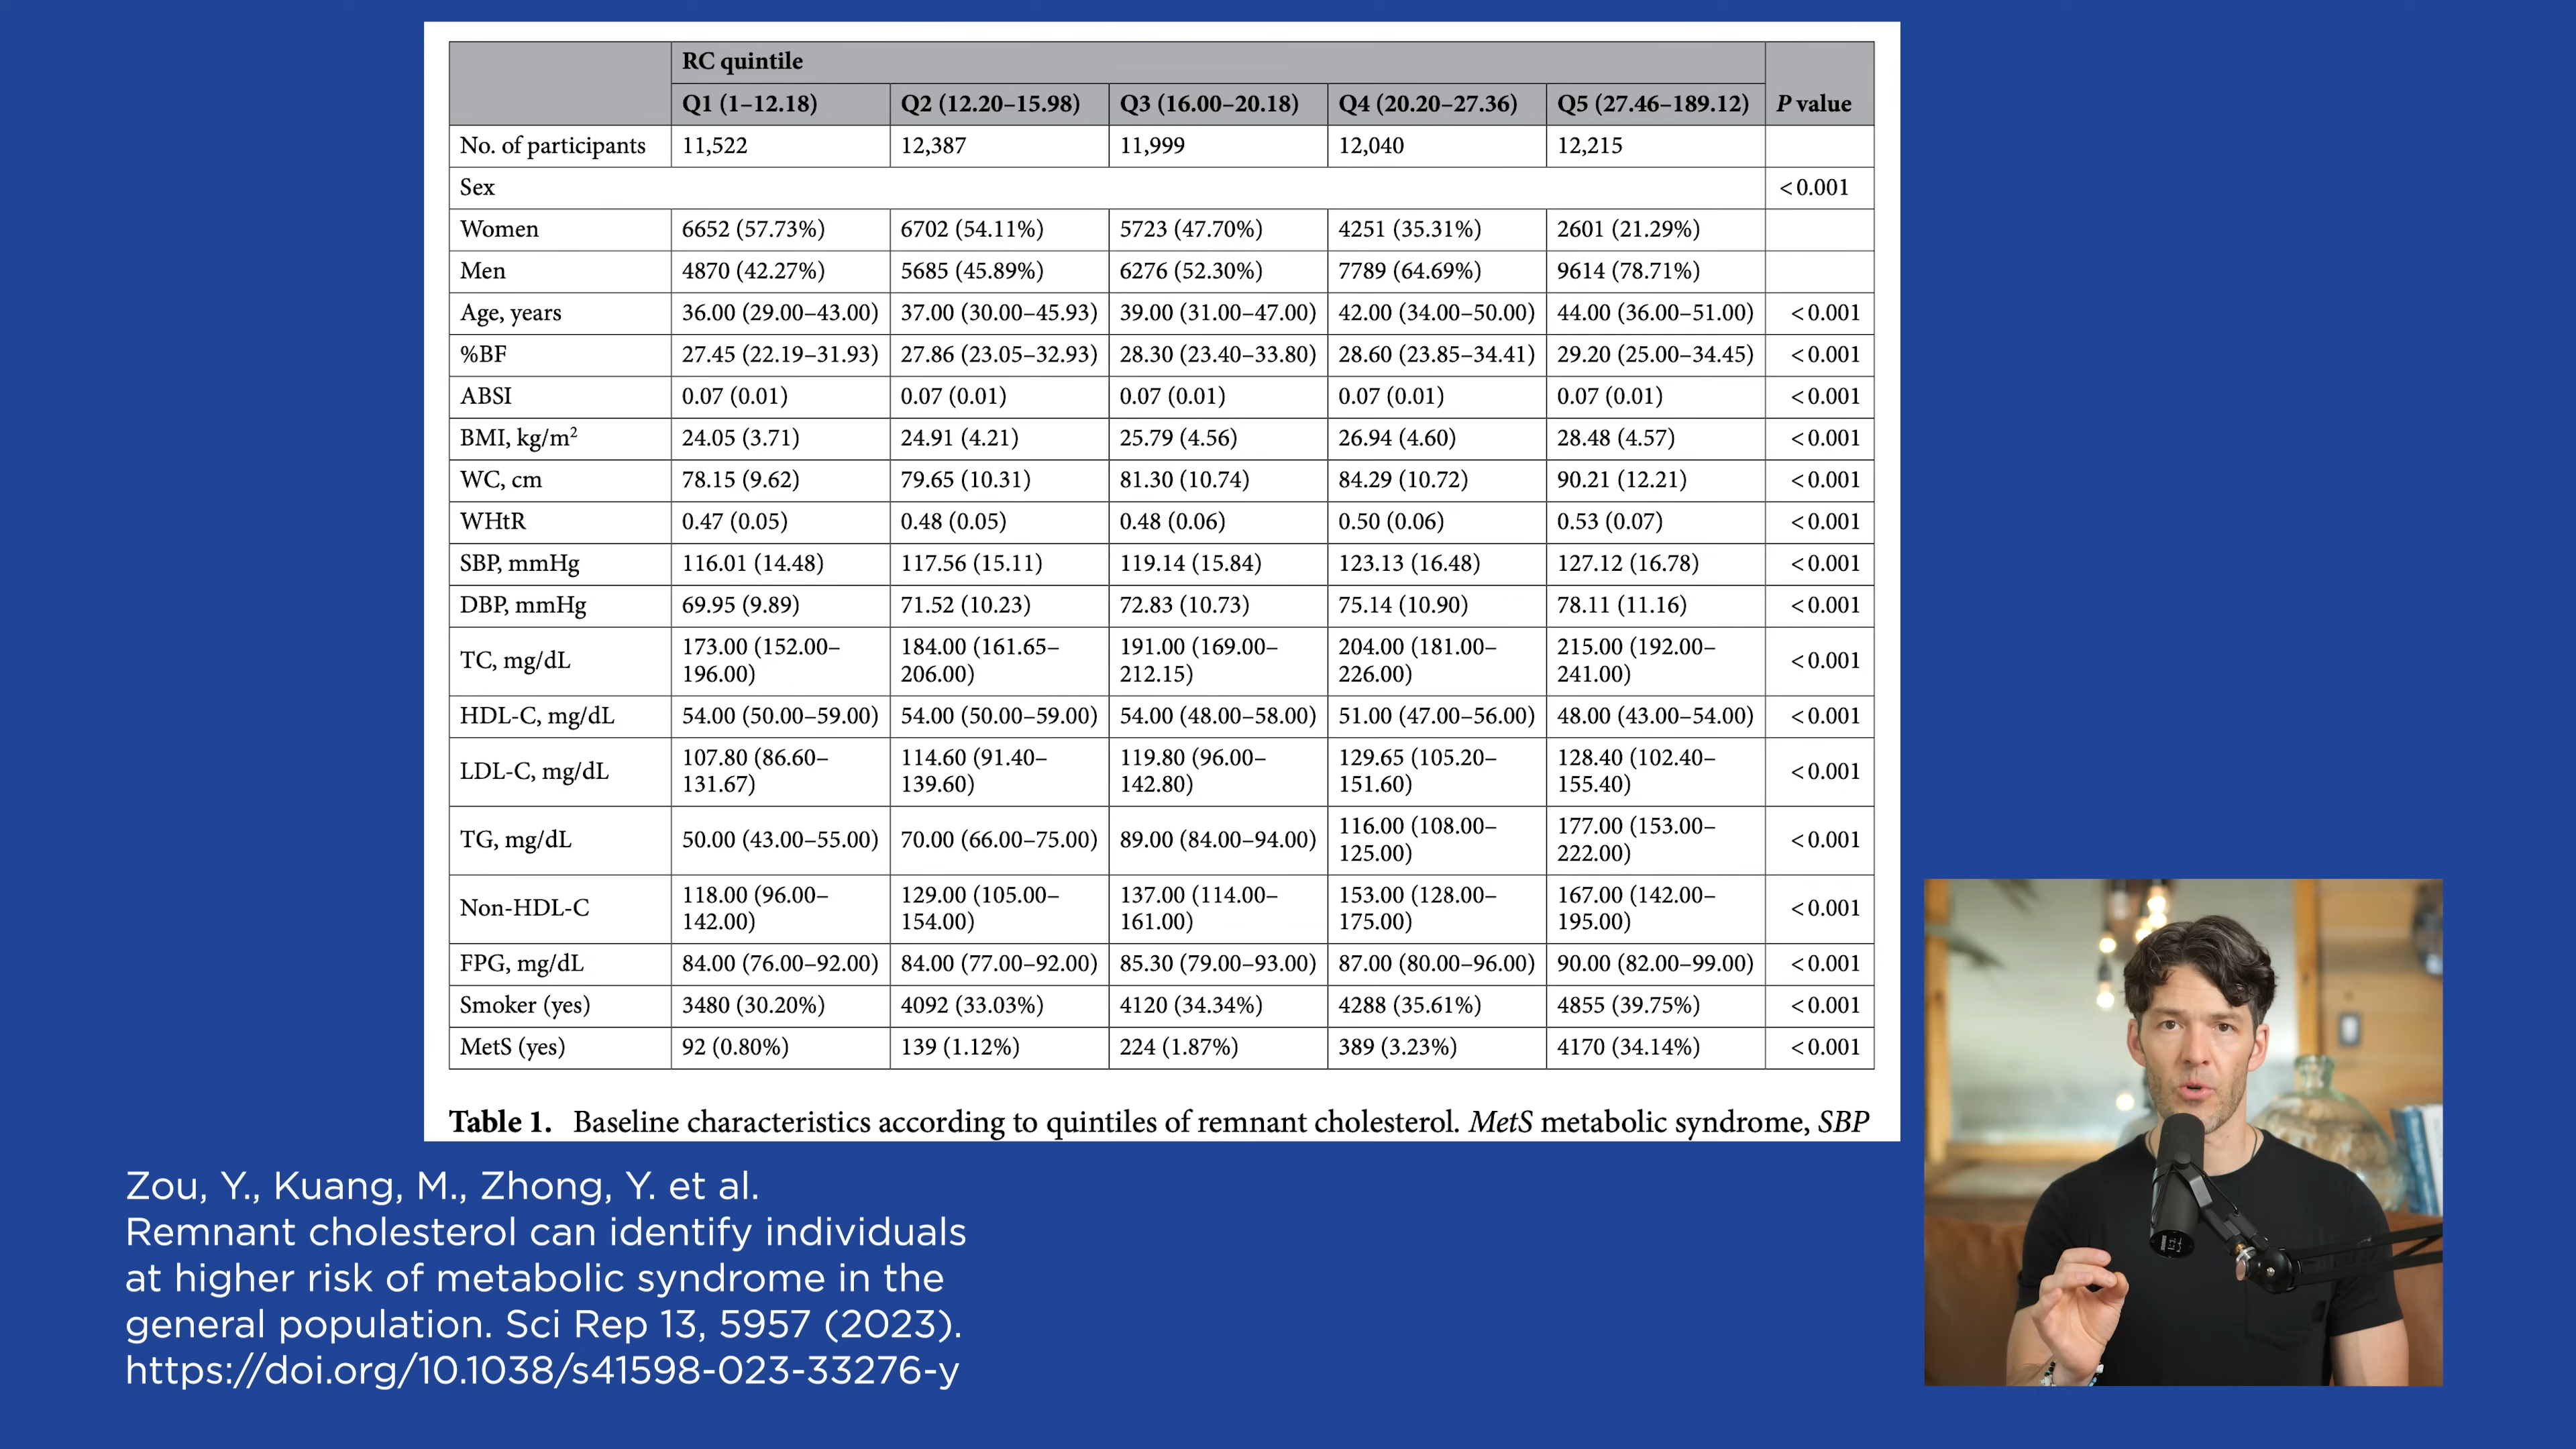 RC quintile
Q1 (1–12.18) Q2 (12.20–15.98) Q3 (16.00–20.18) Q4 (20.20–27.36) Q5 (27.46–189.12) P value
No. of participants 11,522 12,387 11,999 12,040 12,215
Sex <0.001
Women 6652 (57.73%) 6702 (54.11%) 5723 (47.70%) 4251 (35.31%) 2601 (21.29%)
Men 4870 (42.27%) 5685 (45.89%) 6276 (52.30%) 7789 (64.69%) 9614 (78.71%)
Age, years 36.00 (29.00–43.00) 37.00 (30.00–45.93) 39.00 (31.00–47.00) 42.00 (34.00–50.00) 44.00 (36.00–51.00) <0.001
%BF 27.45 (22.19–31.93) 27.86 (23.05–32.93) 28.30 (23.40–33.80) 28.60 (23.85–34.41) 29.20 (25.00–34.45) <0.001
ABSI 0.07 (0.01) 0.07 (0.01) 0.07 (0.01) 0.07 (0.01) 0.07 (0.01) <0.001
BMI, kg/m² 24.05 (3.71) 24.91 (4.21) 25.79 (4.56) 26.94 (4.60) 28.48 (4.57) <0.001
WC, cm 78.15 (9.62) 79.65 (10.31) 81.30 (10.74) 84.29 (10.72) 90.21 (12.21) <0.001
WHtR 0.47 (0.05) 0.48 (0.05) 0.48 (0.06) 0.50 (0.06) 0.53 (0.07) <0.001
SBP, mmHg 116.01 (14.48) 117.56 (15.11) 119.14 (15.84) 123.13 (16.48) 127.12 (16.78) <0.001
DBP, mmHg 69.95 (9.89) 71.52 (10.23) 72.83 (10.73) 75.14 (10.90) 78.11 (11.16) <0.001
TC, mg/dL 173.00 (152.00–196.00) 184.00 (161.65–206.00) 191.00 (169.00–212.15) 204.00 (181.00–226.00) 215.00 (192.00–241.00) <0.001
HDL-C, mg/dL 54.00 (50.00–59.00) 54.00 (50.00–59.00) 54.00 (48.00–58.00) 51.00 (47.00–56.00) 48.00 (43.00–54.00) <0.001
LDL-C, mg/dL 107.80 (86.60–131.67) 114.60 (91.40–139.60) 119.80 (96.00–142.80) 129.65 (105.20–151.60) 128.40 (102.40–155.40) <0.001
TG, mg/dL 50.00 (43.00–55.00) 70.00 (66.00–75.00) 89.00 (84.00–94.00) 116.00 (108.00–125.00) 177.00 (153.00–222.00) <0.001
Non-HDL-C 118.00 (96.00–142.00) 129.00 (105.00–154.00) 137.00 (114.00–161.00) 153.00 (128.00–175.00) 167.00 (142.00–195.00) <0.001
FPG, mg/dL 84.00 (76.00–92.00) 84.00 (77.00–92.00) 85.30 (79.00–93.00) 87.00 (80.00–96.00) 90.00 (82.00–99.00) <0.001
Smoker (yes) 3480 (30.20%) 4092 (33.03%) 4120 (34.34%) 4288 (35.61%) 4855 (39.75%) <0.001
MetS (yes) 92 (0.80%) 139 (1.12%) 224 (1.87%) 389 (3.23%) 4170 (34.14%) <0.001
Table 1. Baseline characteristics according to quintiles of remnant cholesterol. MetS metabolic syndrome, SBP
Zou, Y., Kuang, M., Zhong, Y. et al.
Remnant cholesterol can identify individuals
at higher risk of metabolic syndrome in the
general population. Sci Rep 13, 5957 (2023).
https://doi.org/10.1038/s41598-023-33276-y